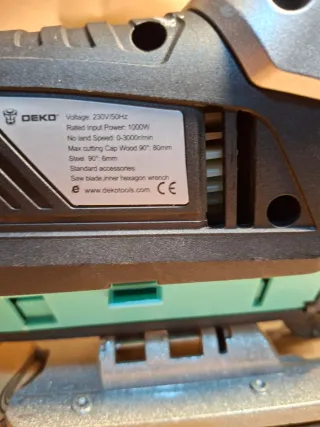 DEKO®
Voltage: 230V/50Hz
Rated Input Power: 1000W
No-land Speed: 0-3000r/min
Max cutting Cap Wood 90°: 80mm
Steel 90°: 6mm
Standard accessories
Saw blade,inner hexagon wrench
www.dekotools.com CE